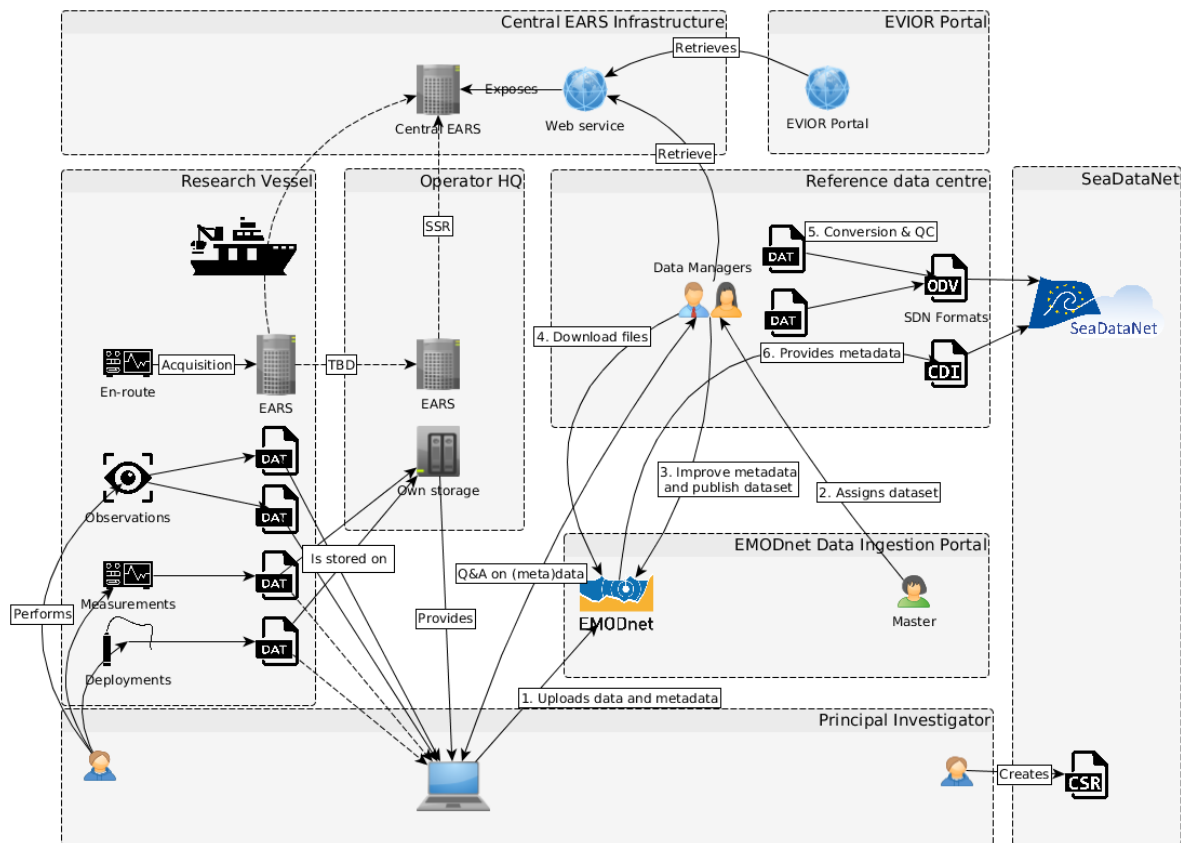 Central EARS Infrastructure
EVIOR Portal
Retrieves
Exposes
Central EARS
Web service
EVIOR Portal
Retrieve
Research Vessel
Operator HQ
Reference data centre
SeaDataNet
SSR
5. Conversion & QC
DAT
Data Managers
ODV
DAT
SDN Formats
SeaDataNet
4. Download files
6. Provides metadata
Acquisition
TBD
CDI
En-route
EARS
EARS
DAT
3. Improve metadata
and publish dataset
Own storage
2. Assigns dataset
Observations
DAT
EMODnet Data Ingestion Portal
Is stored on
Q&A on (meta)data
DAT
Measurements
Performs
Provides
EMODnet
Master
DAT
Deployments
1. Uploads data and metadata
Principal Investigator
Creates
CSR